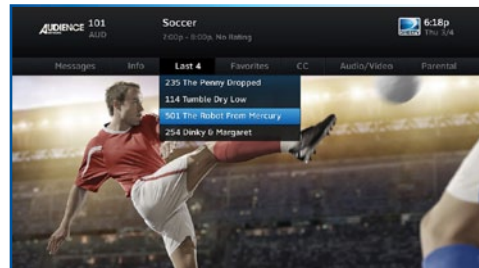 AUDIENCE 101
NETWORK AUD
Soccer
7:00p - 8:00p, No Rating
DIRECTV
6:18p
Thu 3/4
Messages Info Last 4 Favorites CC Audio/Video Parental
235 The Penny Dropped
114 Tumble Dry Low
501 The Robot From Mercury
254 Dinky & Margaret